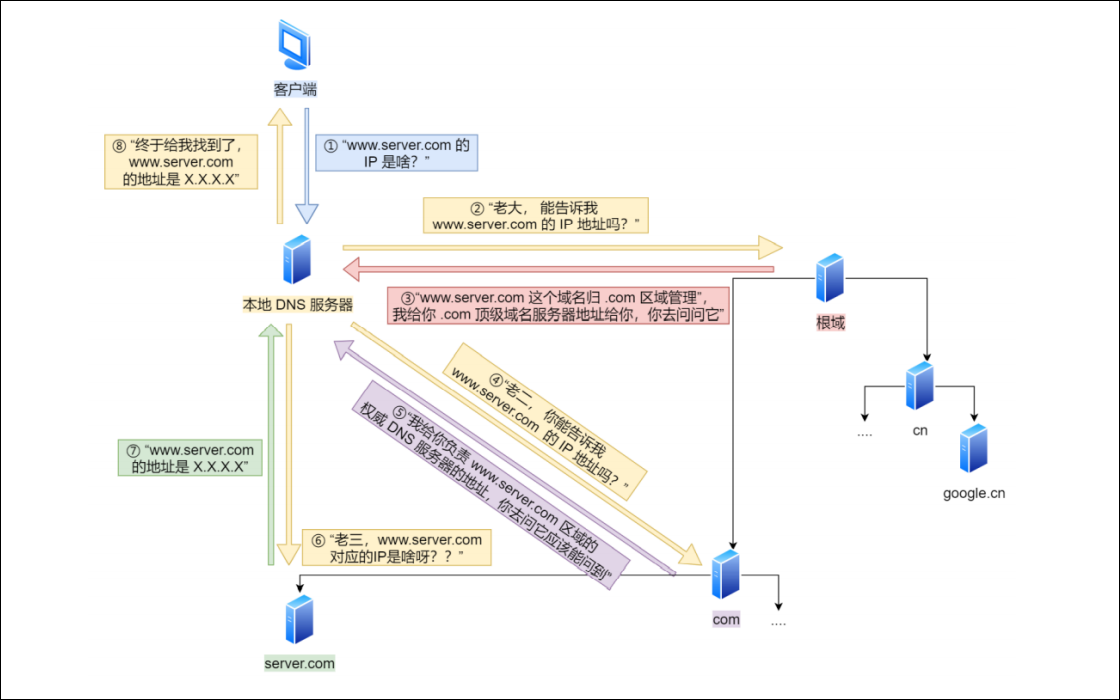 客户端
⑧ “终于给我找到了，
www.server.com
的地址是 X.X.X.X”
① “www.server.com 的
IP 是啥？”
② “老大， 能告诉我
www.server.com 的 IP 地址吗？”
本地 DNS 服务器
③“www.server.com 这个域名归 .com 区域管理”，
我给你 .com 顶级域名服务器地址给你，你去问问它”
根域
④ “老二， 你能告诉我
www.server.com 的 IP 地址吗？”
⑤ “我给你负责 www.server.com 区域的
权威 DNS 服务器的地址，你去问它应该能问到”
....
cn
google.cn
⑦ “www.server.com
的地址是 X.X.X.X”
⑥ “老三，www.server.com
对应的IP是啥呀？？”
com
....
server.com